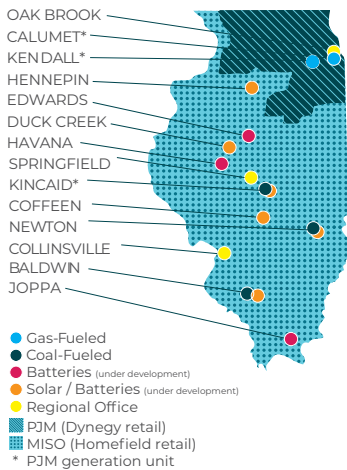 OAK BROOK
CALUMET*
KENDALL*
HENNEPIN
EDWARDS
DUCK CREEK
HAVANA
SPRINGFIELD
KINCAID*
COFFEEN
NEWTON
COLLINSVILLE
BALDWIN
JOPPA
Gas-Fueled
Coal-Fueled
Batteries (under development)
Solar / Batteries (under development)
Regional Office
PJM (Dynegy retail)
MISO (Homefield retail)
* PJM generation unit